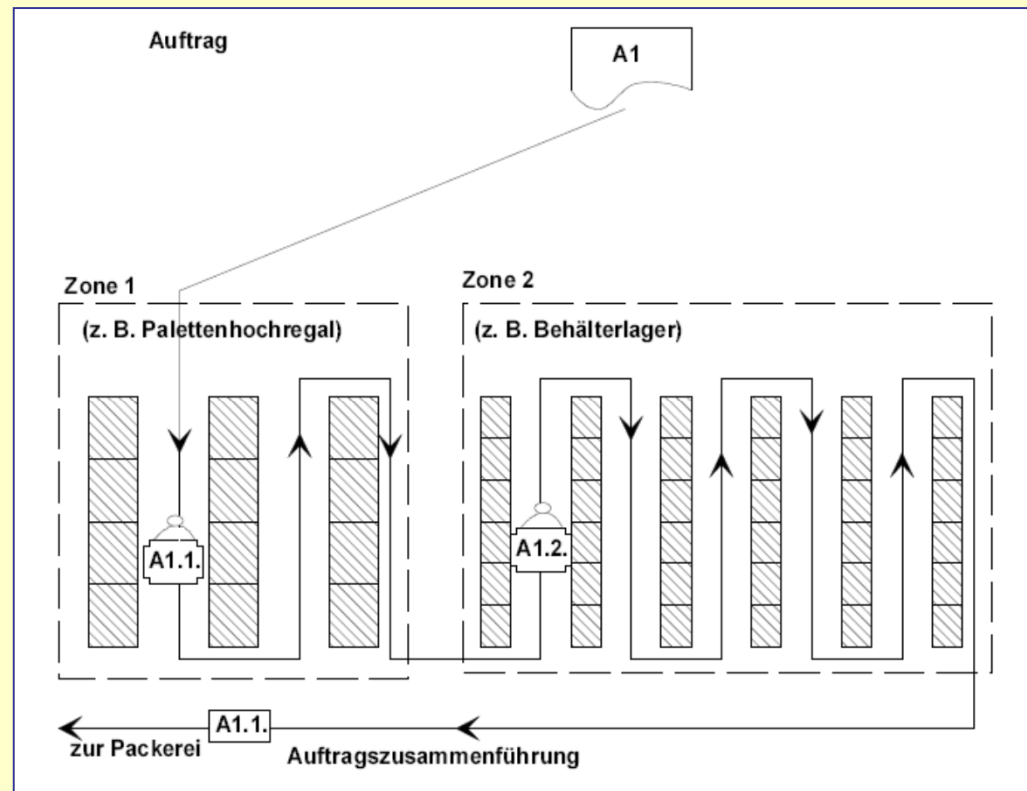 Auftrag
A1
Zone 1
Zone 2
(z. B. Palettenhochregal)
(z. B. Behälterlager)
A1.1.
A1.2.
A1.1.
zur Packerei
Auftragszusammenführung